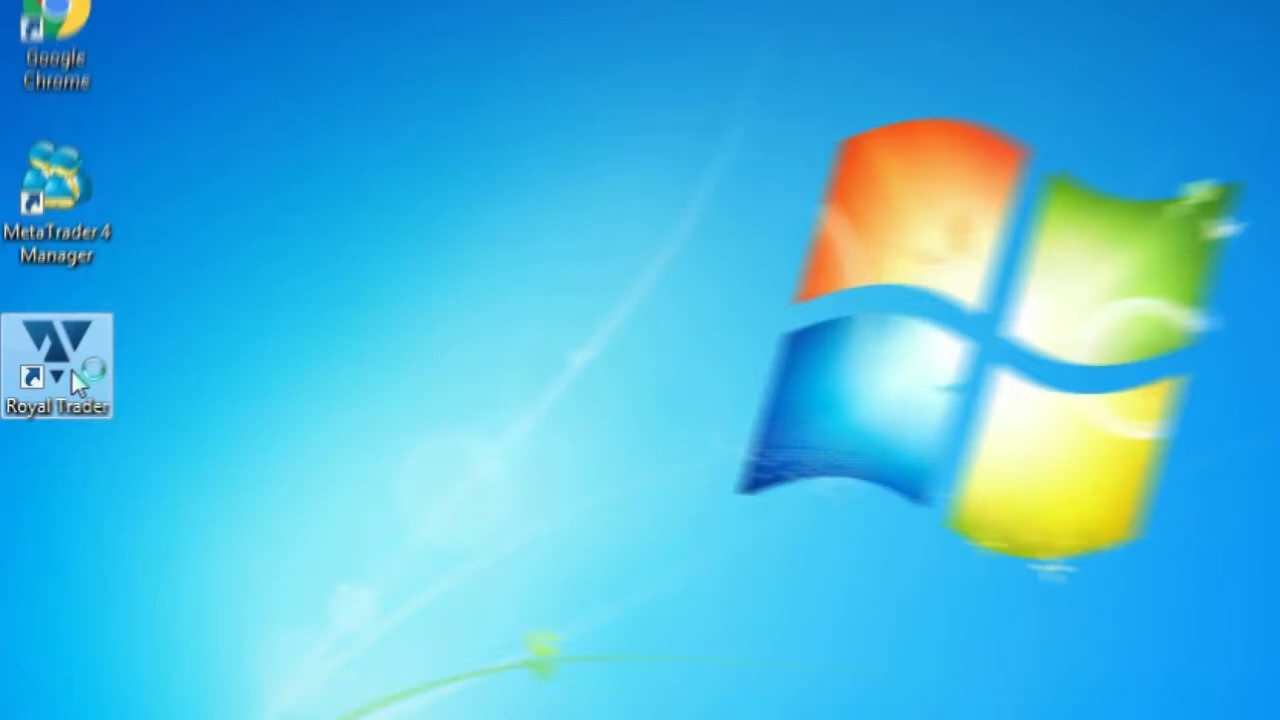 Google
Chrome
MetaTrader 4
Manager
Royal Trader